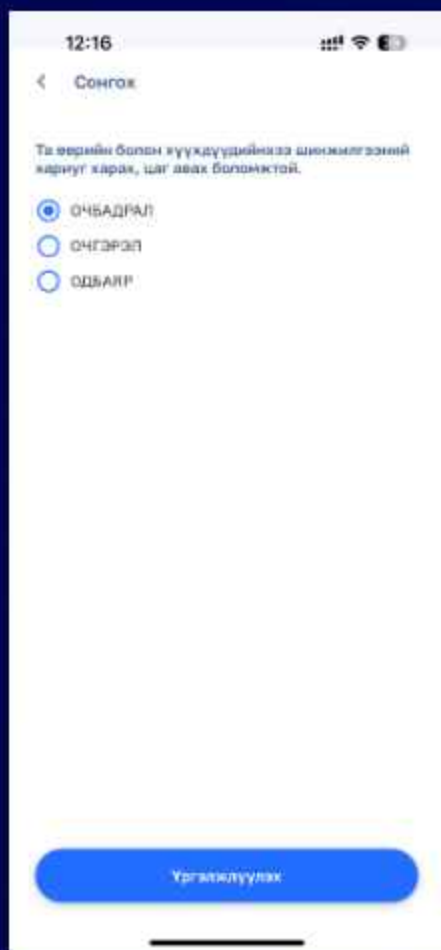 12:16
Сонгох
Та өөрийн болон хүүхдүүдийнхээ шинжилгээний
хариуг харах, цаг авах боломжтой.
ОЧБАДРАЛ
ОЧГЭРЭЛ
ОДБАЯР
Үргэлжлүүлэх